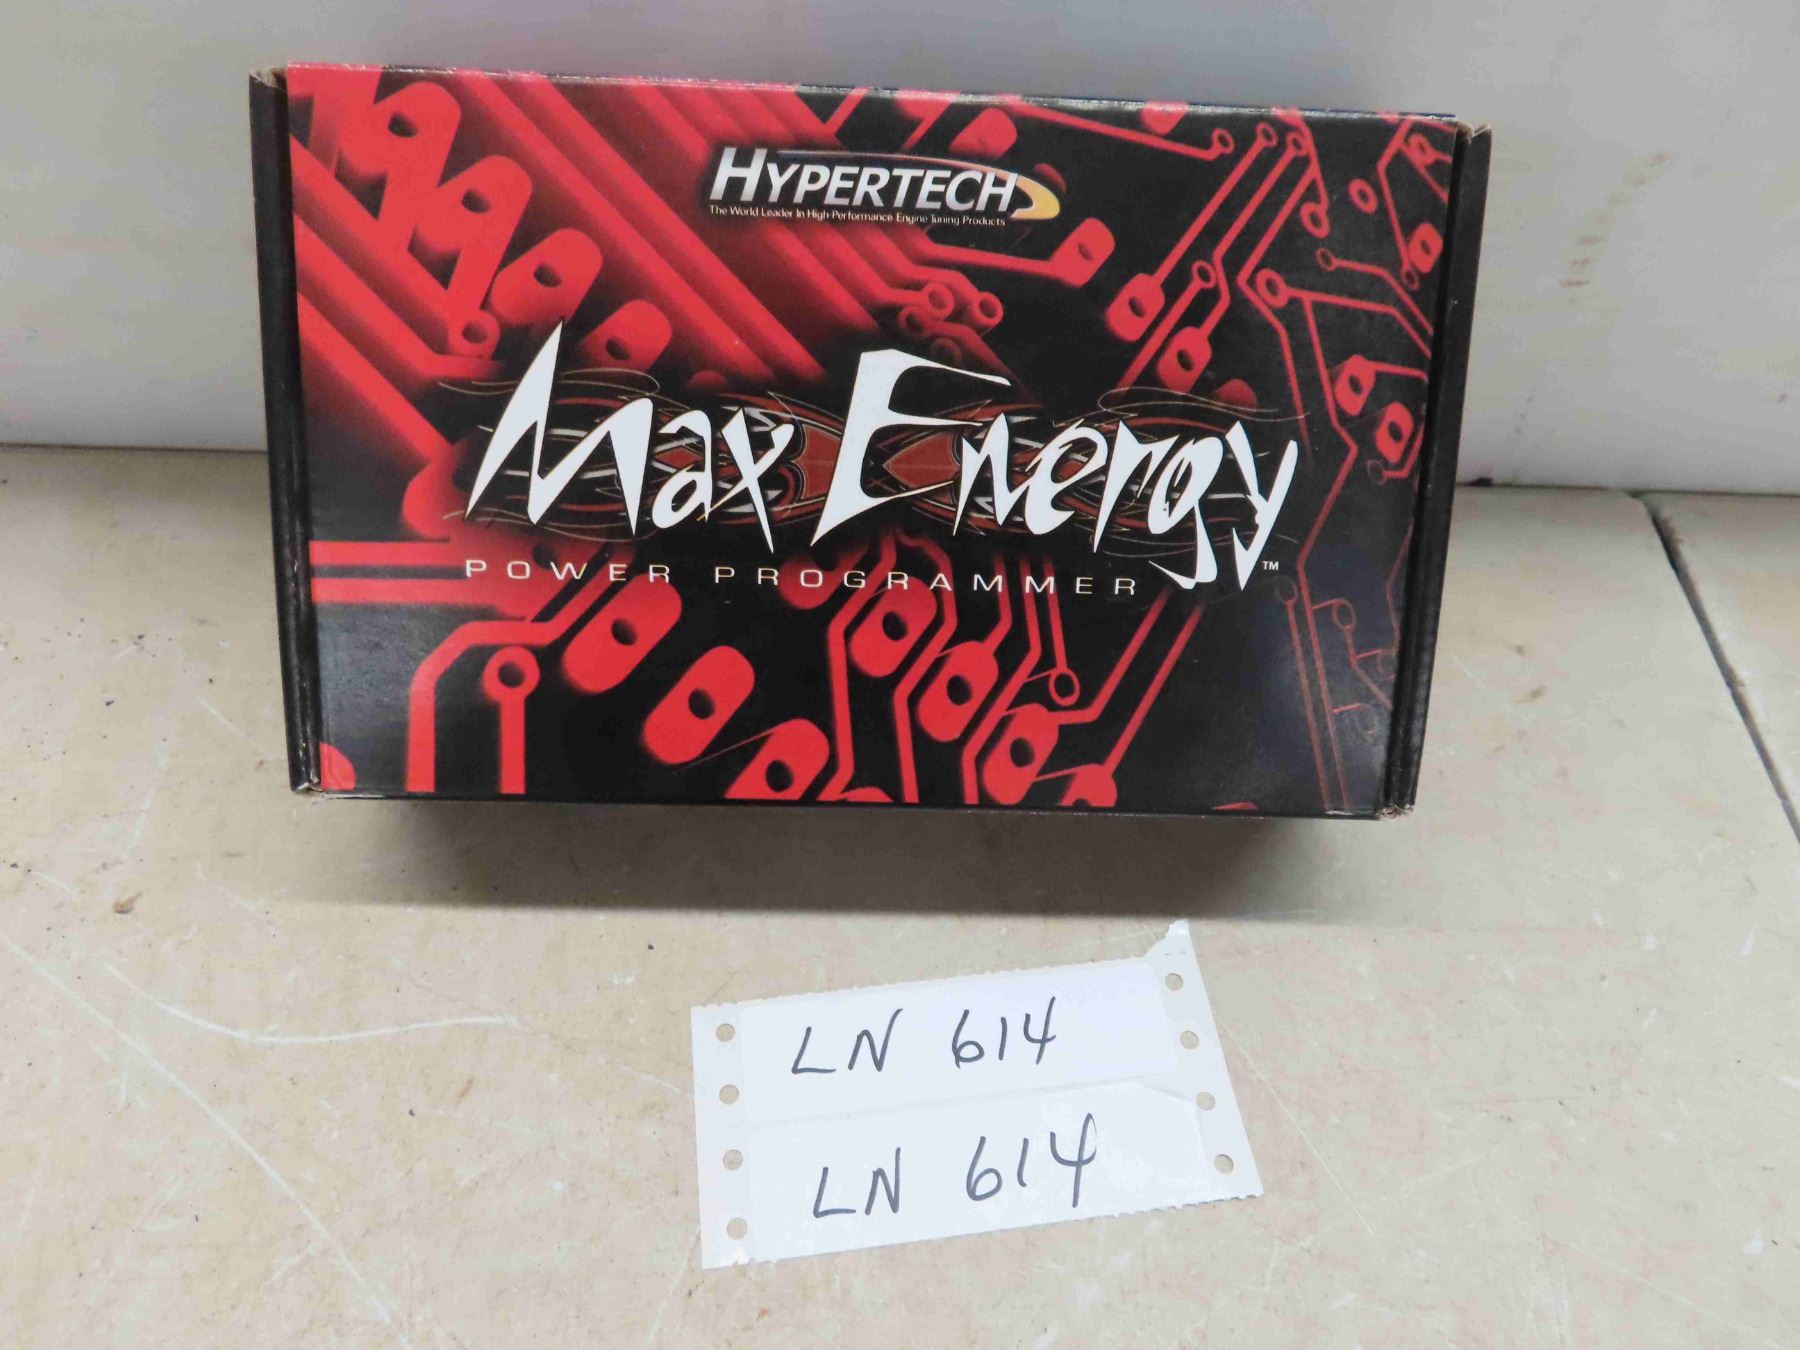 HYPERTECH
The World Leader In High-Performance Engine Tuning Products
Max Energy
POWER PROGRAMMER ™
LN 614
LN 614